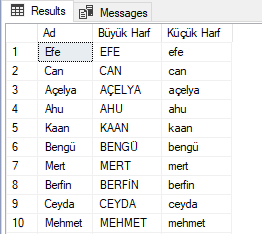 Results Messages
Ad Büyük Harf Küçük Harf
1 Efe EFE efe
2 Can CAN can
3 Açelya AÇELYA açelya
4 Ahu AHU ahu
5 Kaan KAAN kaan
6 Bengü BENGÜ bengü
7 Mert MERT mert
8 Berfin BERFİN berfin
9 Ceyda CEYDA ceyda
10 Mehmet MEHMET mehmet